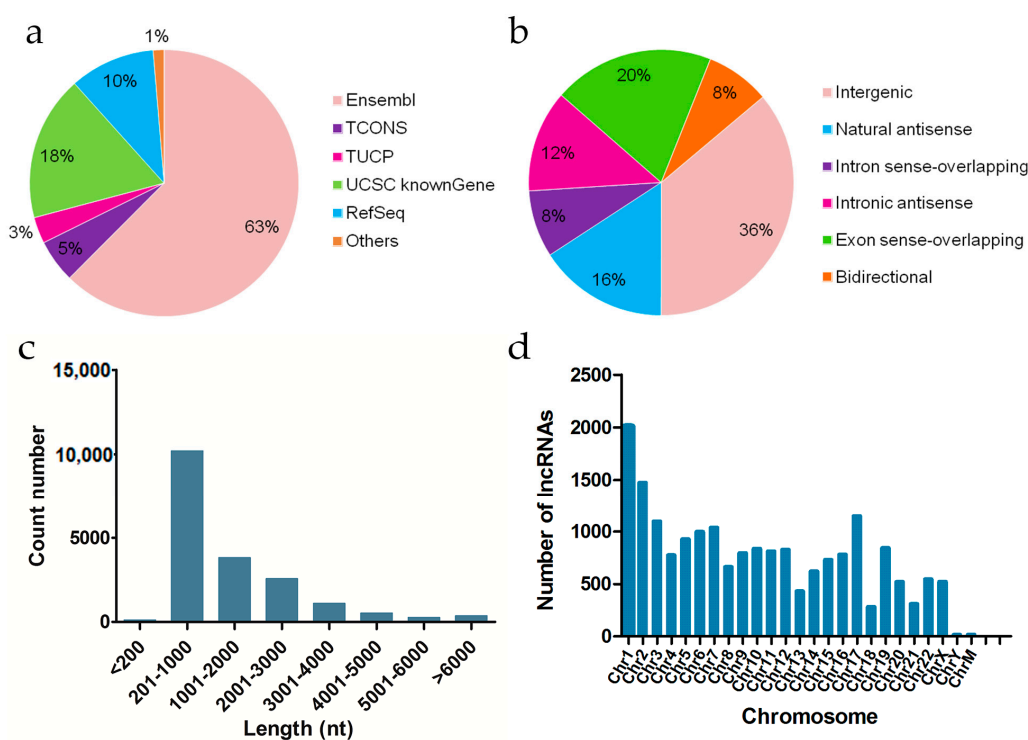 a
1%
10%
18%
3%
5%
63%
Ensembl
TCONS
TUCP
UCSC knownGene
RefSeq
Others
b
20%
8%
12%
8%
16%
36%
Intergenic
Natural antisense
Intron sense-overlapping
Intronic antisense
Exon sense-overlapping
Bidirectional
c
Count number
15,000
10,000
5000
0
<200
201-1000
1001-2000
2001-3000
3001-4000
4001-5000
5001-6000
>6000
Length (nt)
d
Number of lncRNAs
2500
2000
1500
1000
500
0
Chr1
Chr2
Chr3
Chr4
Chr5
Chr6
Chr7
Chr8
Chr9
Chr10
Chr11
Chr12
Chr13
Chr14
Chr15
Chr16
Chr17
Chr18
Chr19
Chr20
Chr21
Chr22
ChrX
ChrY
ChrM
Chromosome